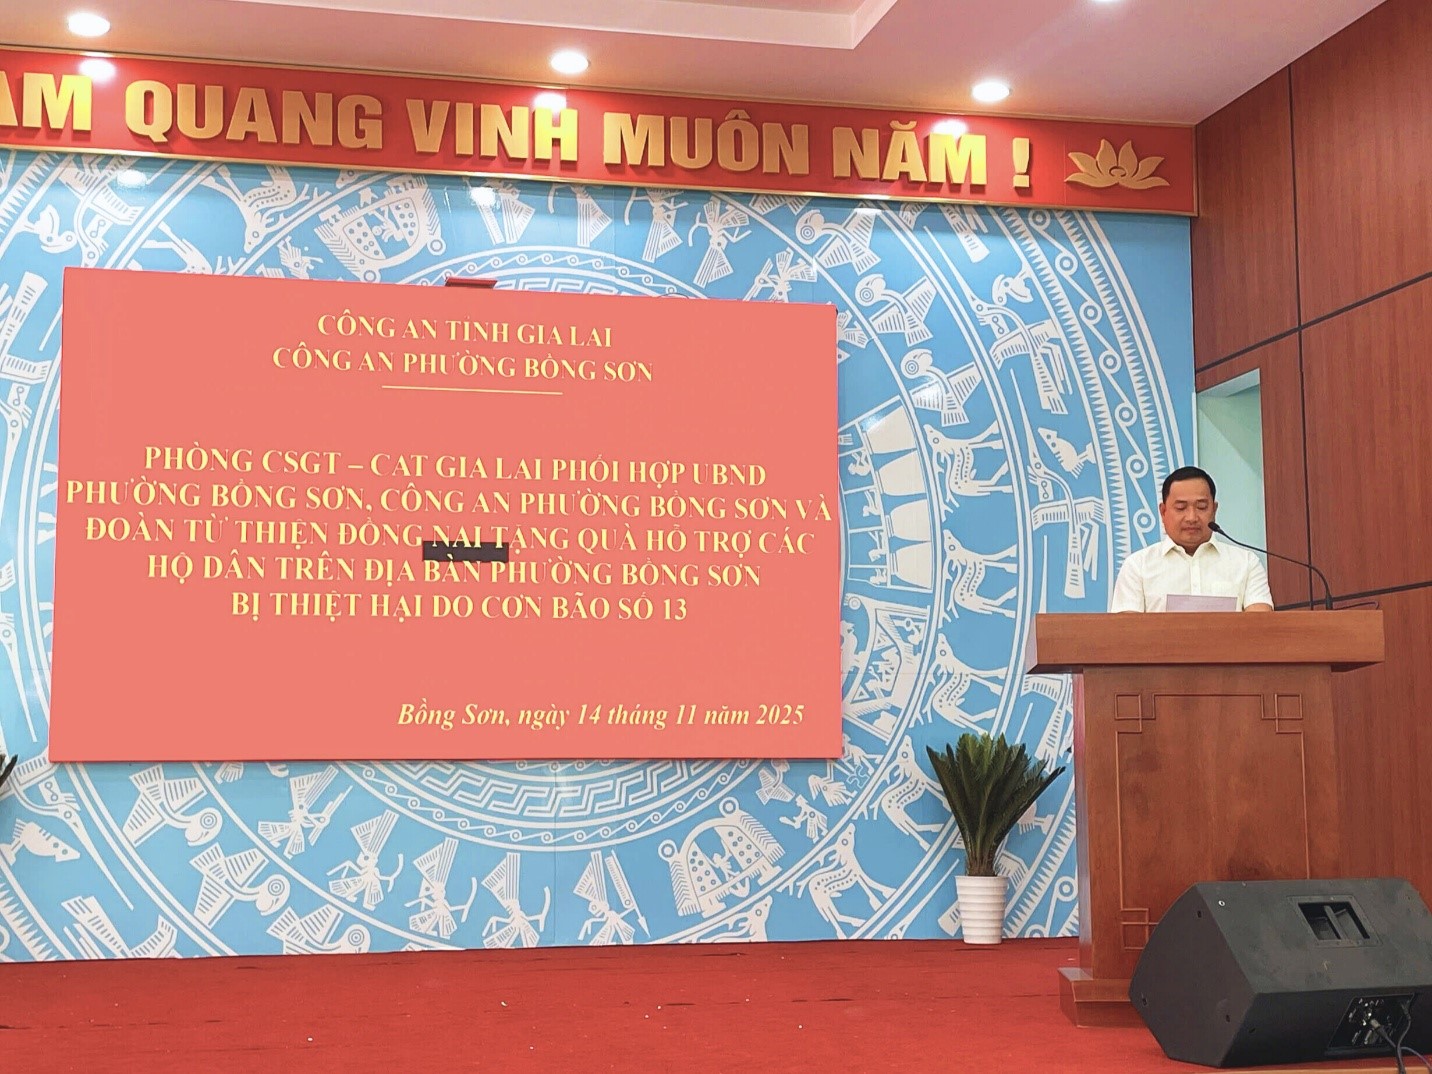 AM QUANG VINH MUÔN NĂM !
CÔNG AN TỈNH GIA LAI
CÔNG AN PHƯỜNG BỒNG SƠN
PHÒNG CSGT – CAT GIA LAI PHỐI HỢP UBND
PHƯỜNG BỒNG SƠN, CÔNG AN PHƯỜNG BỒNG SƠN VÀ
ĐOÀN TỪ THIỆN ĐỒNG NAI TẶNG QUÀ HỖ TRỢ CÁC
HỘ DÂN TRÊN ĐỊA BÀN PHƯỜNG BỒNG SƠN
BỊ THIỆT HẠI DO CƠN BÃO SỐ 13
Bồng Sơn, ngày 14 tháng 11 năm 2025